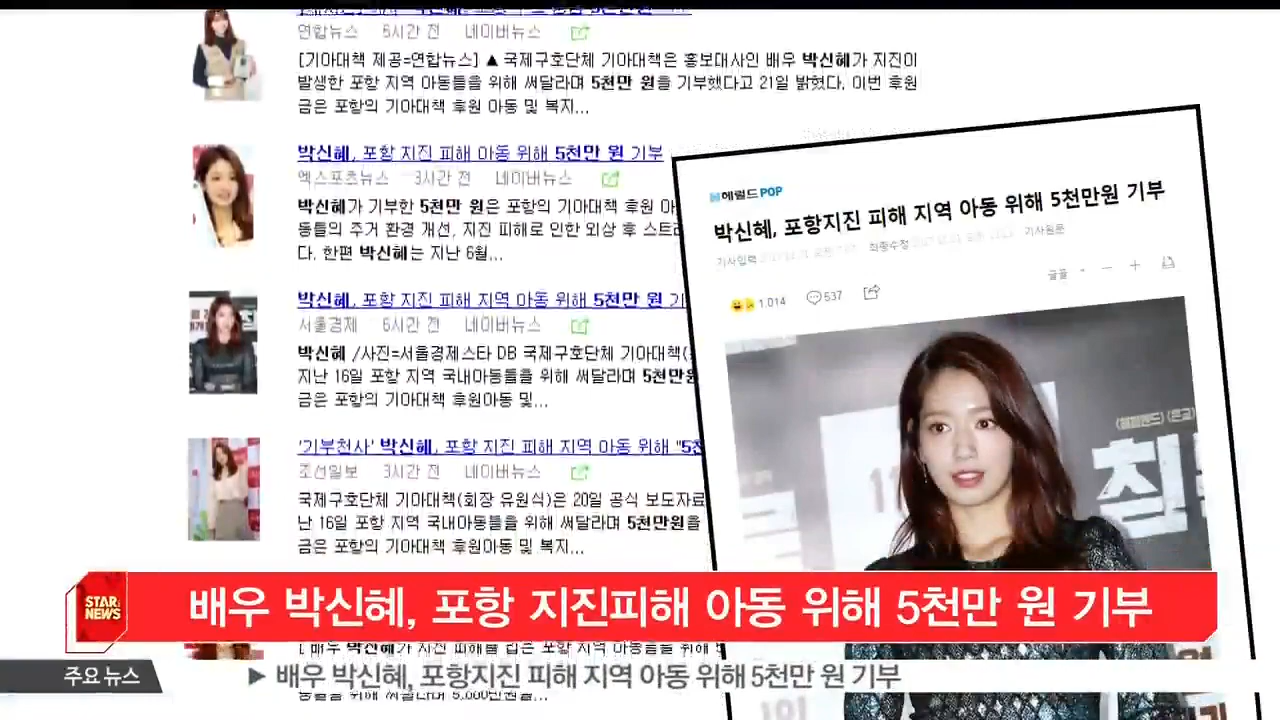 연합뉴스 6시간 전 네이버뉴스
[기아대책 제공=연합뉴스] ▲ 국제구호단체 기아대책은 홍보대사인 배우 박신혜가 지진이
발생한 포항 지역 아동들을 위해 써달라며 5천만 원을 기부했다고 21일 밝혔다. 이번 후원
금은 포항의 기아대책 후원 아동 및 복지...
박신혜, 포항 지진 피해 아동 위해 5천만 원 기부
엑스포츠뉴스 3시간 전 네이버뉴스
박신혜가 기부한 5천만 원은 포항의 기아대책 후원 아
동들의 주거 환경 개선, 지진 피해로 인한 외상 후 스트
다. 한편 박신혜는 지난 6월...
박신혜, 포항 지진 피해 지역 아동 위해 5천만 원 기
서울경제 6시간 전 네이버뉴스
박신혜 /사진=서울경제스타 DB 국제구호단체 기아대책(
지난 16일 포항 지역 국내아동들을 위해 써달라며 5천만원
금은 포항의 기아대책 후원아동 및...
'기부천사' 박신혜, 포항 지진 피해 지역 아동 위해 "5천
조선일보 3시간 전 네이버뉴스
국제구호단체 기아대책(회장 유원식)은 20일 공식 보도자료
난 16일 포항 지역 국내아동들을 위해 써달라며 5천만원을
금은 포항의 기아대책 후원아동 및 복지...
헤럴드POP
박신혜, 포항지진 피해 지역 아동 위해 5천만원 기부
기사입력 최종수정 기사원문
글꼴 - +
1,014 537
칠
STAR NEWS
배우 박신혜, 포항 지진피해 아동 위해 5천만 원 기부
주요뉴스
▶ 배우 박신혜, 포항지진 피해 지역 아동 위해 5천만 원 기부